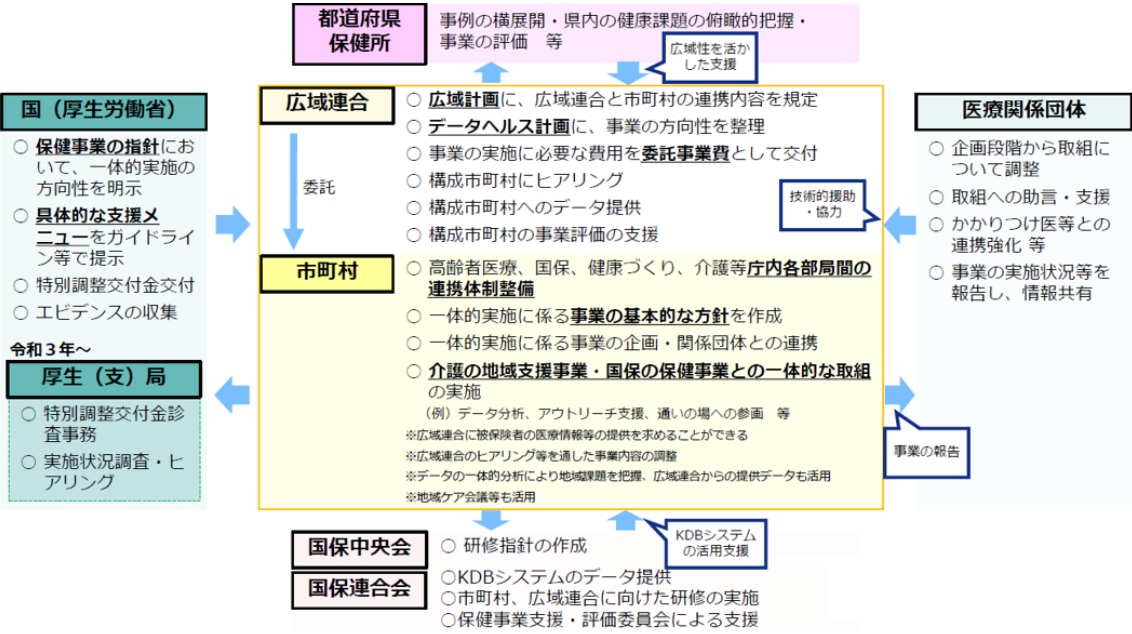 都道府県
保健所
事例の横展開・県内の健康課題の俯瞰的把握・
事業の評価　等
広域性を活か
した支援
国（厚生労働省）
○ 保健事業の指針にお
いて、一体的実施の
方向性を明示
○ 具体的な支援メ
ニューをガイドライ
ン等で提示
○ 特別調整交付金交付
○ エビデンスの収集
令和３年～
厚生（支）局
○ 特別調整交付金診
査事務
○ 実施状況調査・ヒ
アリング
広域連合
委託
○ 広域計画に、広域連合と市町村の連携内容を規定
○ データヘルス計画に、事業の方向性を整理
○ 事業の実施に必要な費用を委託事業費として交付
○ 構成市町村にヒアリング
○ 構成市町村へのデータ提供
○ 構成市町村の事業評価の支援
技術的援助
・協力
市町村
○ 高齢者医療、国保、健康づくり、介護等庁内各部局間の
連携体制整備
○ 一体的実施に係る事業の基本的な方針を作成
○ 一体的実施に係る事業の企画・関係団体との連携
○ 介護の地域支援事業・国保の保健事業との一体的な取組
の実施
（例）データ分析、アウトリーチ支援、通いの場への参画　等
※広域連合に被保険者の医療情報等の提供を求めることができる
※広域連合のヒアリング等を通した事業内容の調整
※データの一体的分析により地域課題を把握、広域連合からの提供データも活用
※地域ケア会議等も活用
医療関係団体
○ 企画段階から取組に
ついて調整
○ 取組への助言・支援
○ かかりつけ医等との
連携強化 等
○ 事業の実施状況等を
報告し、情報共有
事業の報告
国保中央会
○ 研修指針の作成
KDBシステム
の活用支援
国保連合会
○KDBシステムのデータ提供
○市町村、広域連合に向けた研修の実施
○保健事業支援・評価委員会による支援